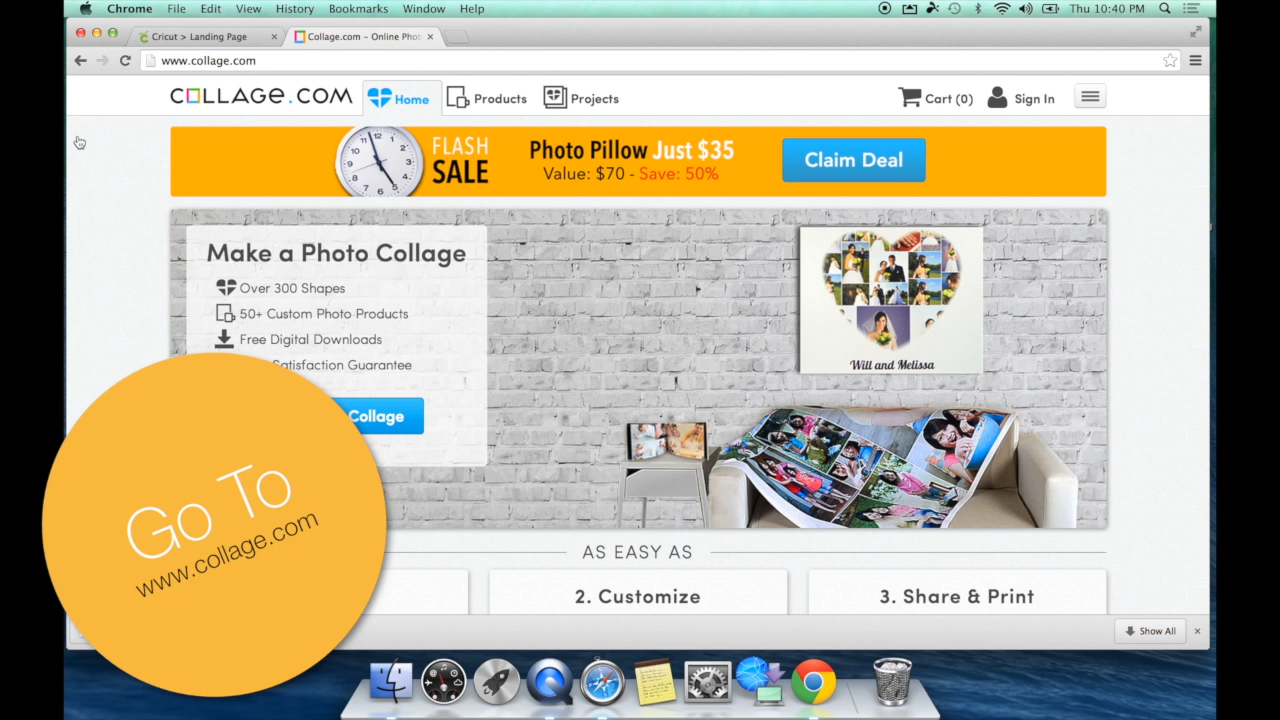 Chrome File Edit View History Bookmarks Window Help Thu 10:40 PM
Cricut > Landing Page Collage.com – Online Phot
www.collage.com
COLLAGE.COM Home Products Projects Cart (0) Sign In
FLASH SALE
Photo Pillow Just $35
Value: $70 - Save: 50%
Claim Deal
Make a Photo Collage
Over 300 Shapes
50+ Custom Photo Products
Free Digital Downloads
Satisfaction Guarantee
Collage
Will and Melissa
Go To
www.collage.com
AS EASY AS
2. Customize
3. Share & Print
Show All